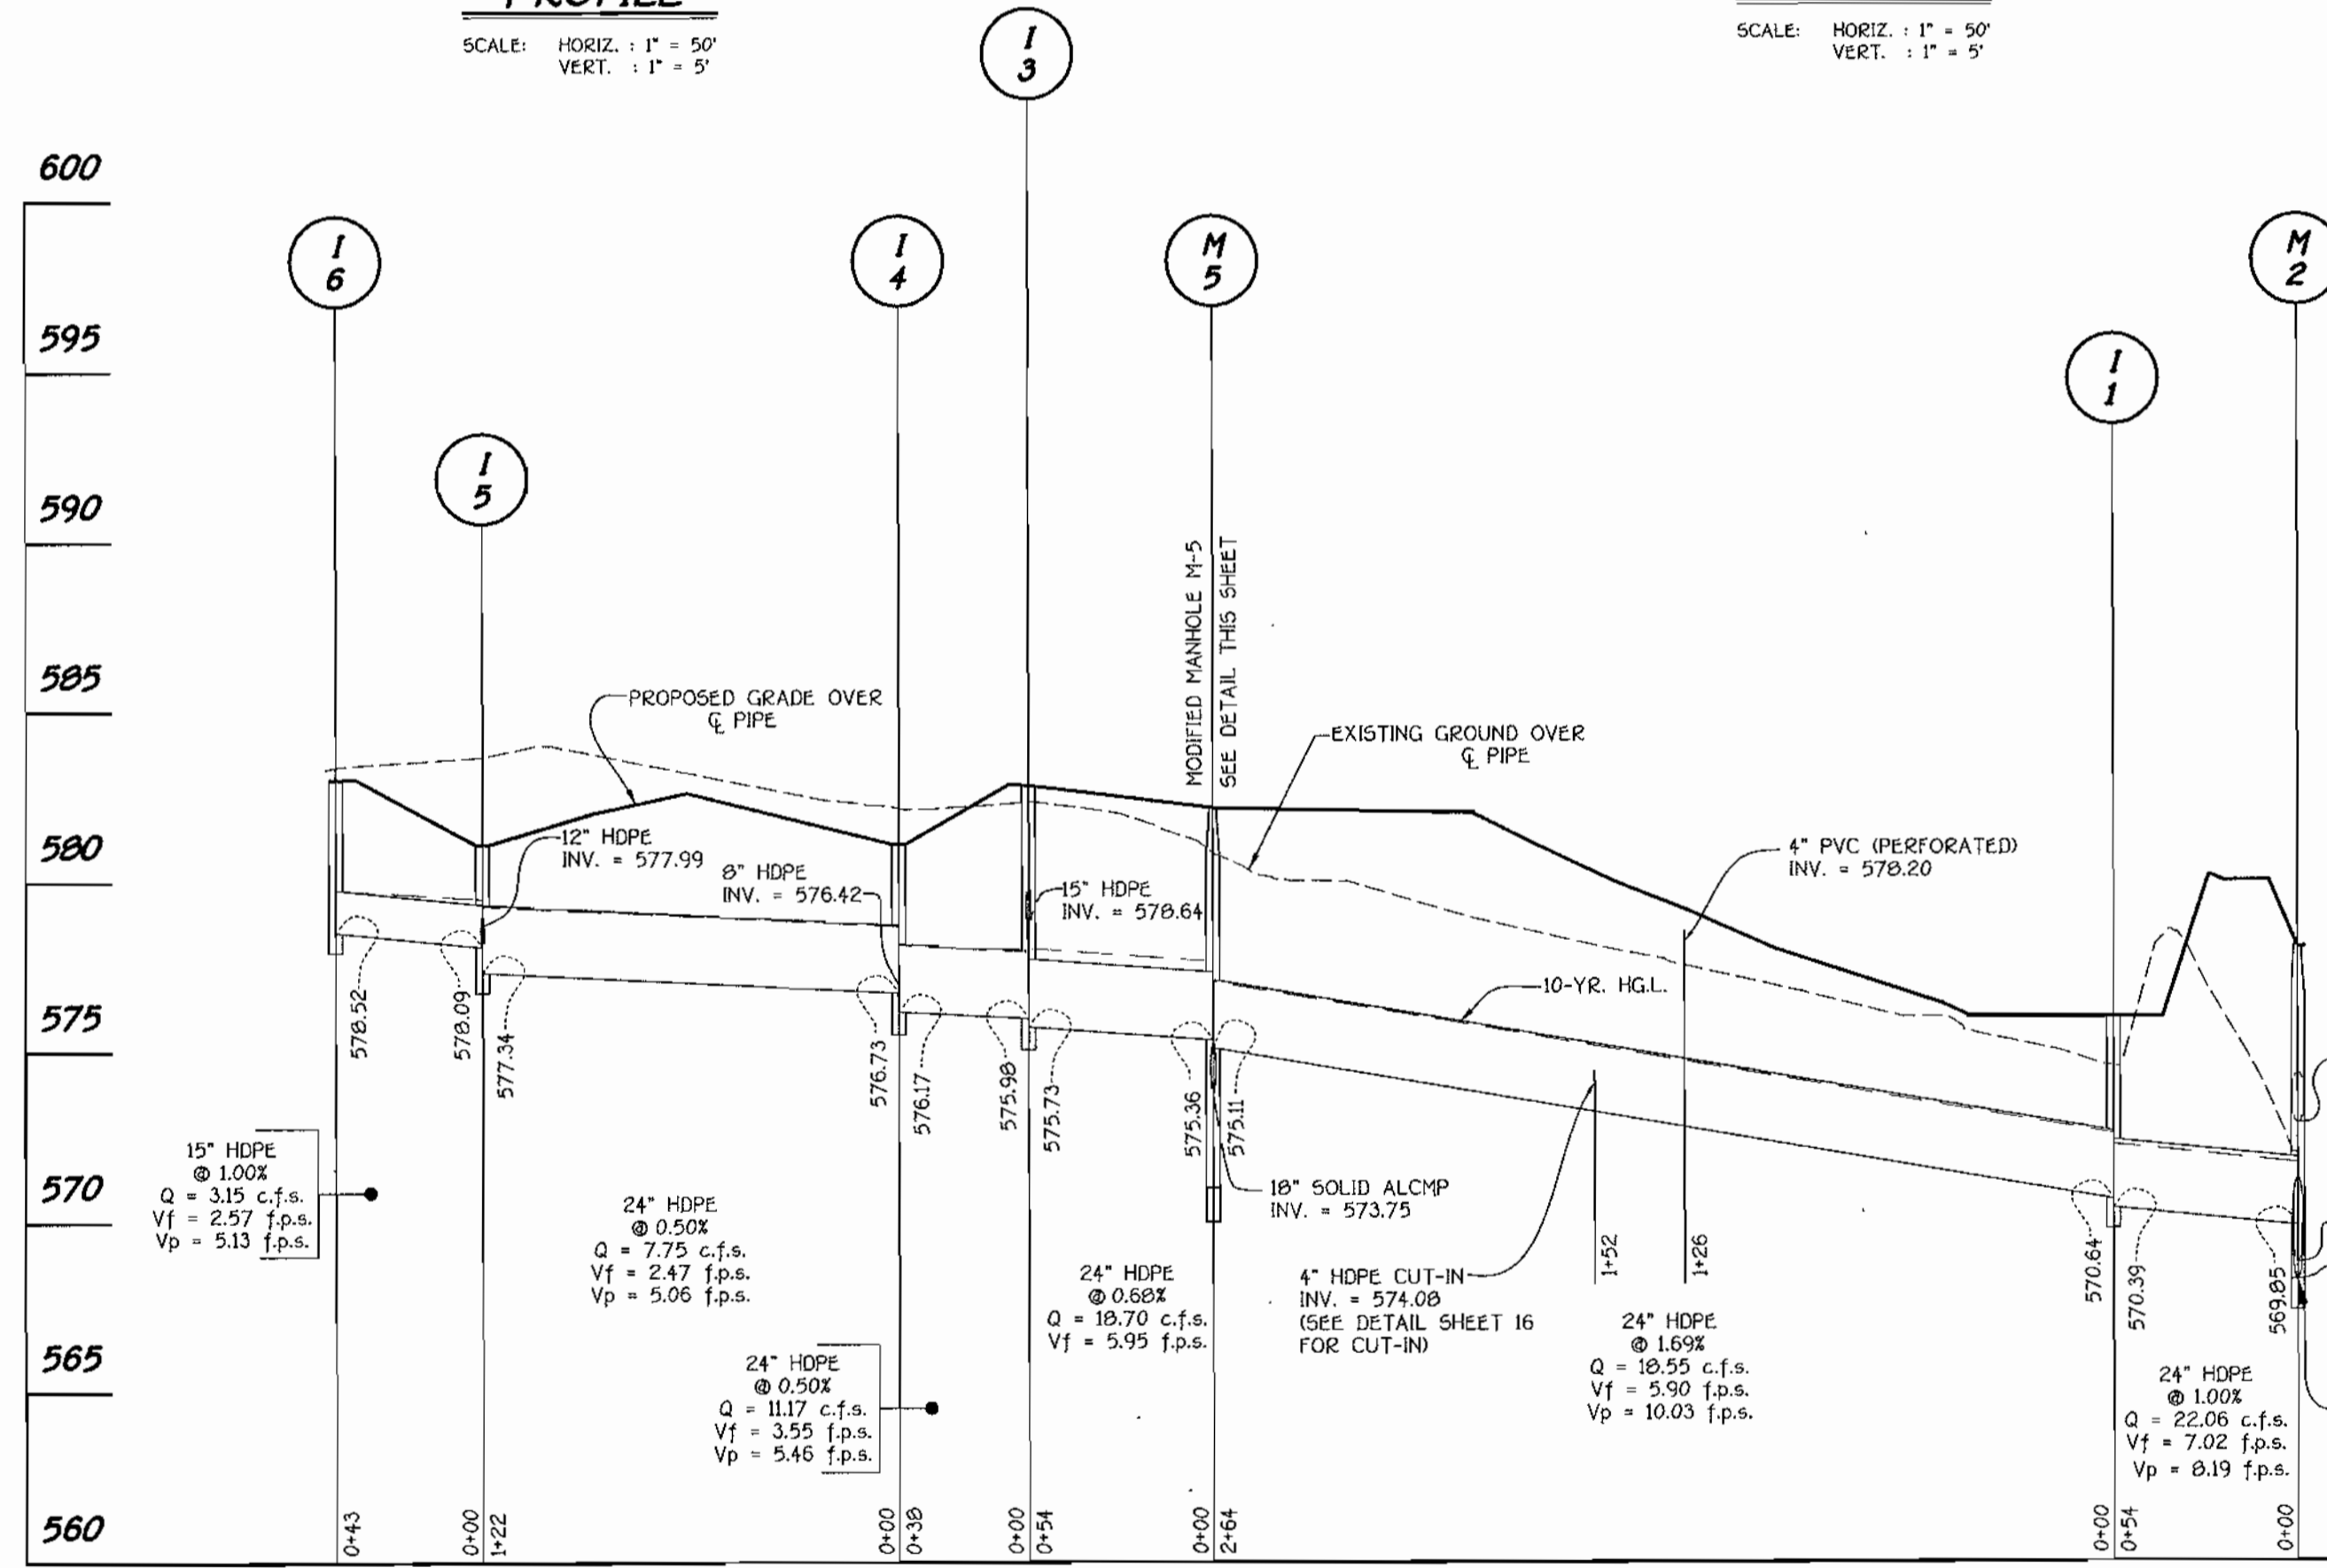 PROFILE
SCALE: HORIZ. : 1" = 50'
VERT. : 1" = 5'
SCALE: HORIZ. : 1" = 50'
VERT. : 1" = 5'
I
3
600
I
6
I
4
M
5
M
2
595
I
1
590
I
5
MODIFIED MANHOLE M-5
SEE DETAIL THIS SHEET
585
PROPOSED GRADE OVER
℄ PIPE
EXISTING GROUND OVER
℄ PIPE
580
12" HDPE
INV. = 577.99
8" HDPE
INV. = 576.42
15" HDPE
INV. = 578.64
4" PVC (PERFORATED)
INV. = 578.20
10-YR. HG.L.
575
578.52
578.09
577.34
576.73
576.17
575.98
575.73
575.36
575.11
570.64
570.39
569.85
570
15" HDPE
@ 1.00%
Q = 3.15 c.f.s.
Vf = 2.57 f.p.s.
Vp = 5.13 f.p.s.
24" HDPE
@ 0.50%
Q = 7.75 c.f.s.
Vf = 2.47 f.p.s.
Vp = 5.06 f.p.s.
18" SOLID ALCMP
INV. = 573.75
24" HDPE
@ 0.68%
Q = 18.70 c.f.s.
Vf = 5.95 f.p.s.
4" HDPE CUT-IN
INV. = 574.08
(SEE DETAIL SHEET 16
FOR CUT-IN)
1+52
1+26
24" HDPE
@ 1.69%
Q = 18.55 c.f.s.
Vf = 5.90 f.p.s.
Vp = 10.03 f.p.s.
565
24" HDPE
@ 0.50%
Q = 11.17 c.f.s.
Vf = 3.55 f.p.s.
Vp = 5.46 f.p.s.
24" HDPE
@ 1.00%
Q = 22.06 c.f.s.
Vf = 7.02 f.p.s.
Vp = 8.19 f.p.s.
560
0+43
0+00
1+22
0+00
0+38
0+00
0+54
0+00
2+64
0+00
0+54
0+00